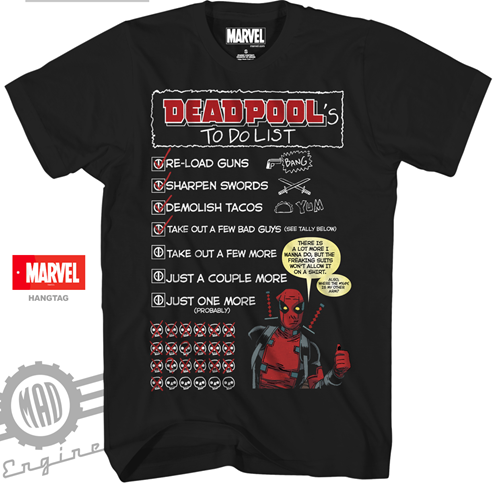 MARVEL
S
DEADPOOL's
TO DO LIST
RE-LOAD GUNS
BANG
SHARPEN SWORDS
DEMOLISH TACOS
YUM
TAKE OUT A FEW BAD GUYS (SEE TALLY BELOW)
TAKE OUT A FEW MORE
JUST A COUPLE MORE
JUST ONE MORE
(PROBABLY)
THERE IS
A LOT MORE I
WANNA DO, BUT THE
FREAKING SUITS
WON'T ALLOW IT
ON A SHIRT.
ALSO,
WHERE THE
IS MY OTHER
ARM?
MARVEL
HANGTAG
MAD
Engine